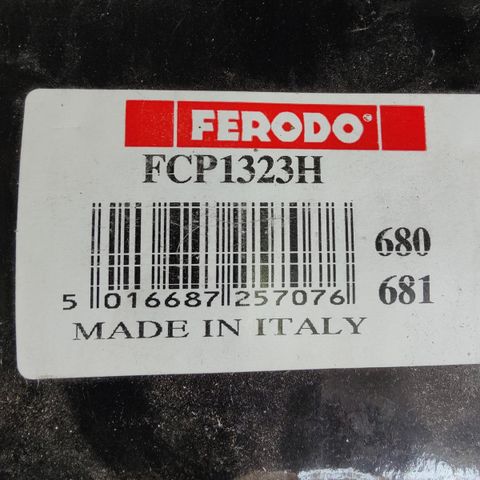 FERODO®
FCP1323H
680
5 016687 257076
681
MADE IN ITALY